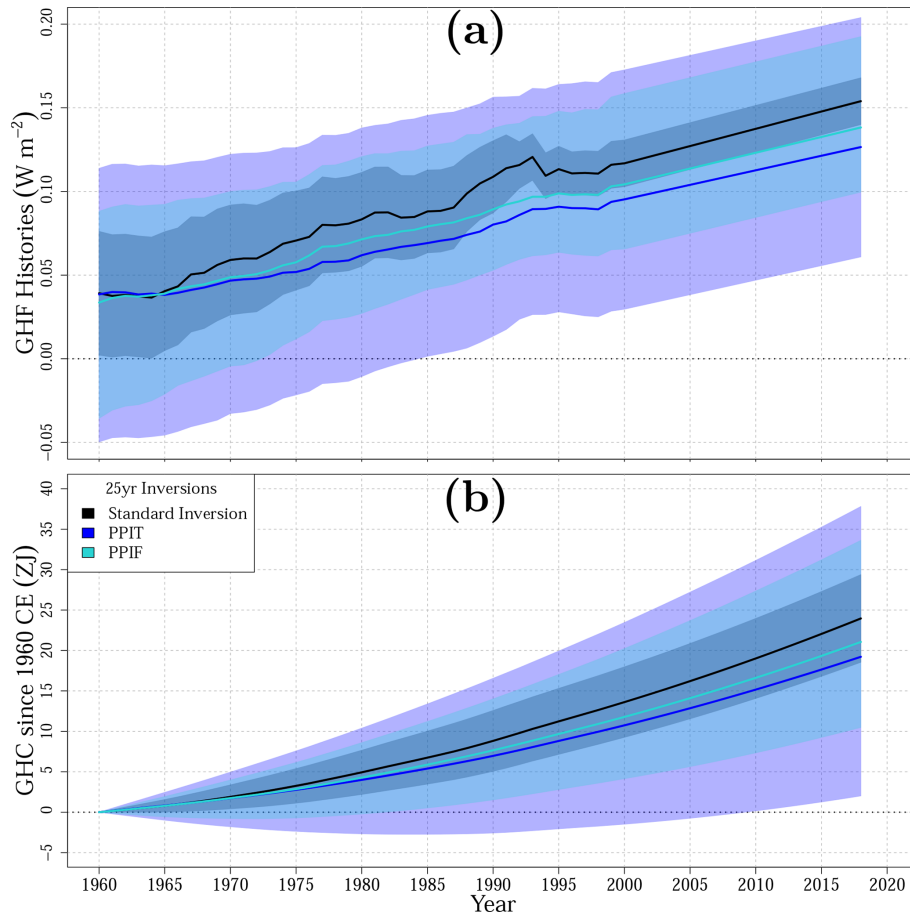 (a)
GHF Histories (W m⁻²)
0.20
0.15
0.10
0.05
0.00
−0.05
(b)
GHC since 1960 CE (ZJ)
40
35
30
25
20
15
10
5
0
−5
25yr Inversions
Standard Inversion
PPIT
PPIF
1960 1965 1970 1975 1980 1985 1990 1995 2000 2005 2010 2015 2020
Year